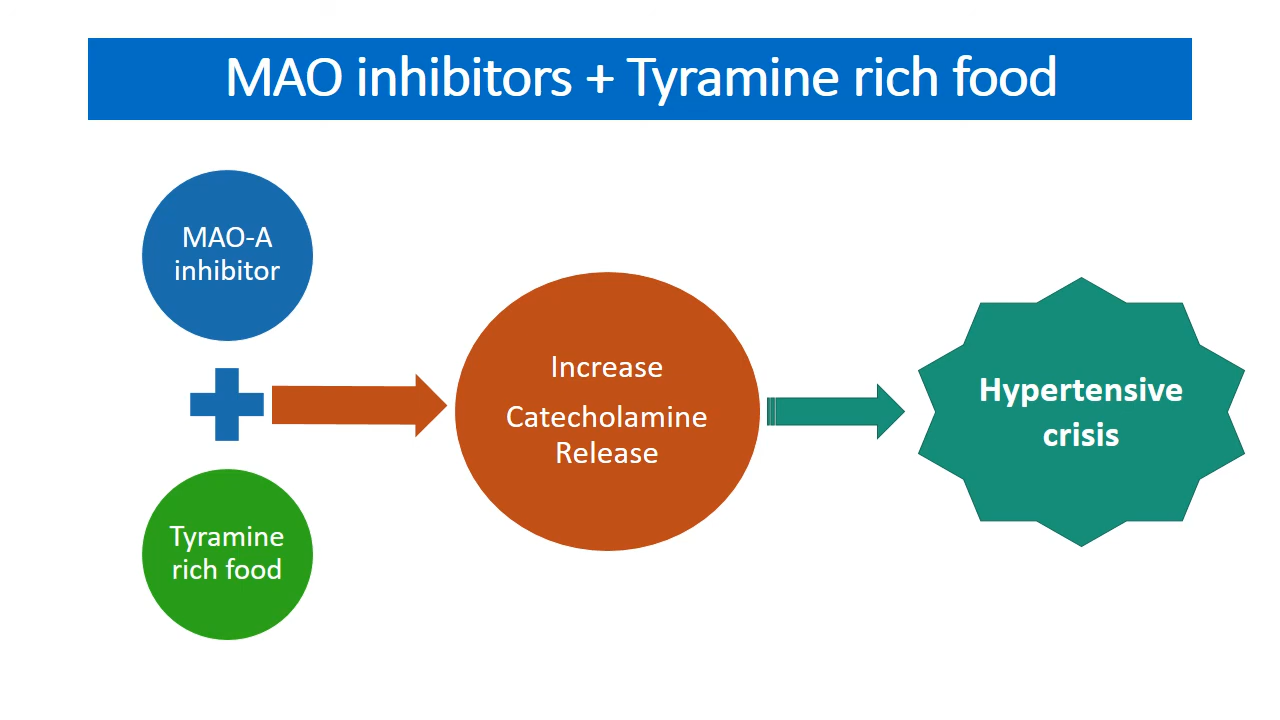 MAO inhibitors + Tyramine rich food
MAO-A
inhibitor
Tyramine
rich food
Increase
Catecholamine
Release
Hypertensive
crisis